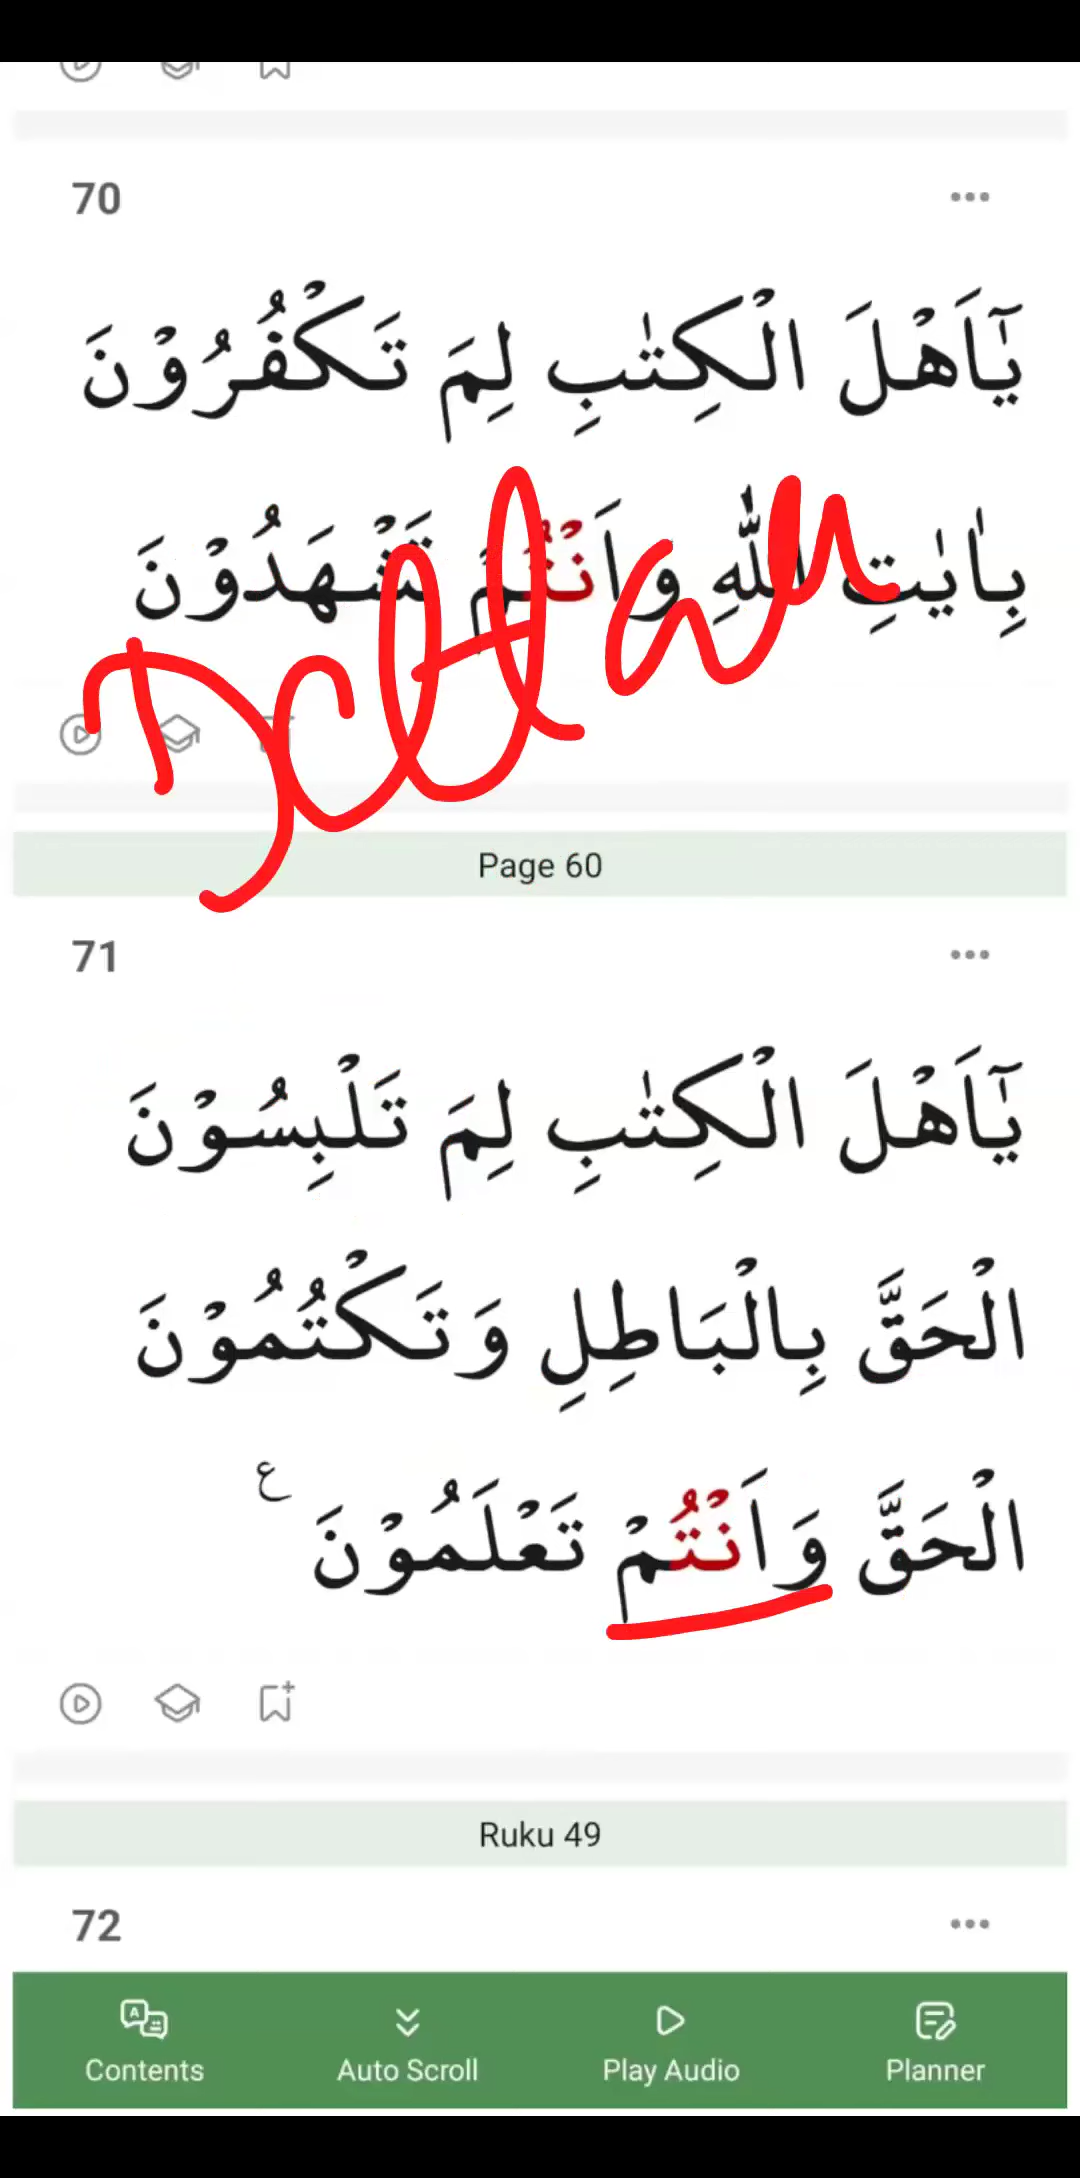 70
يٰۤاَهْلَ الْكِتٰبِ لِمَ تَكْفُرُوْنَ
بِاٰيٰتِ اللّٰهِ وَاَنْتُمْ تَشْهَدُوْنَ
Page 60
71
يٰۤاَهْلَ الْكِتٰبِ لِمَ تَلْبِسُوْنَ
الْحَقَّ بِالْبَاطِلِ وَتَكْتُمُوْنَ
الْحَقَّ وَاَنْتُمْ تَعْلَمُوْنَ ع
Ruku 49
72
Contents Auto Scroll Play Audio Planner